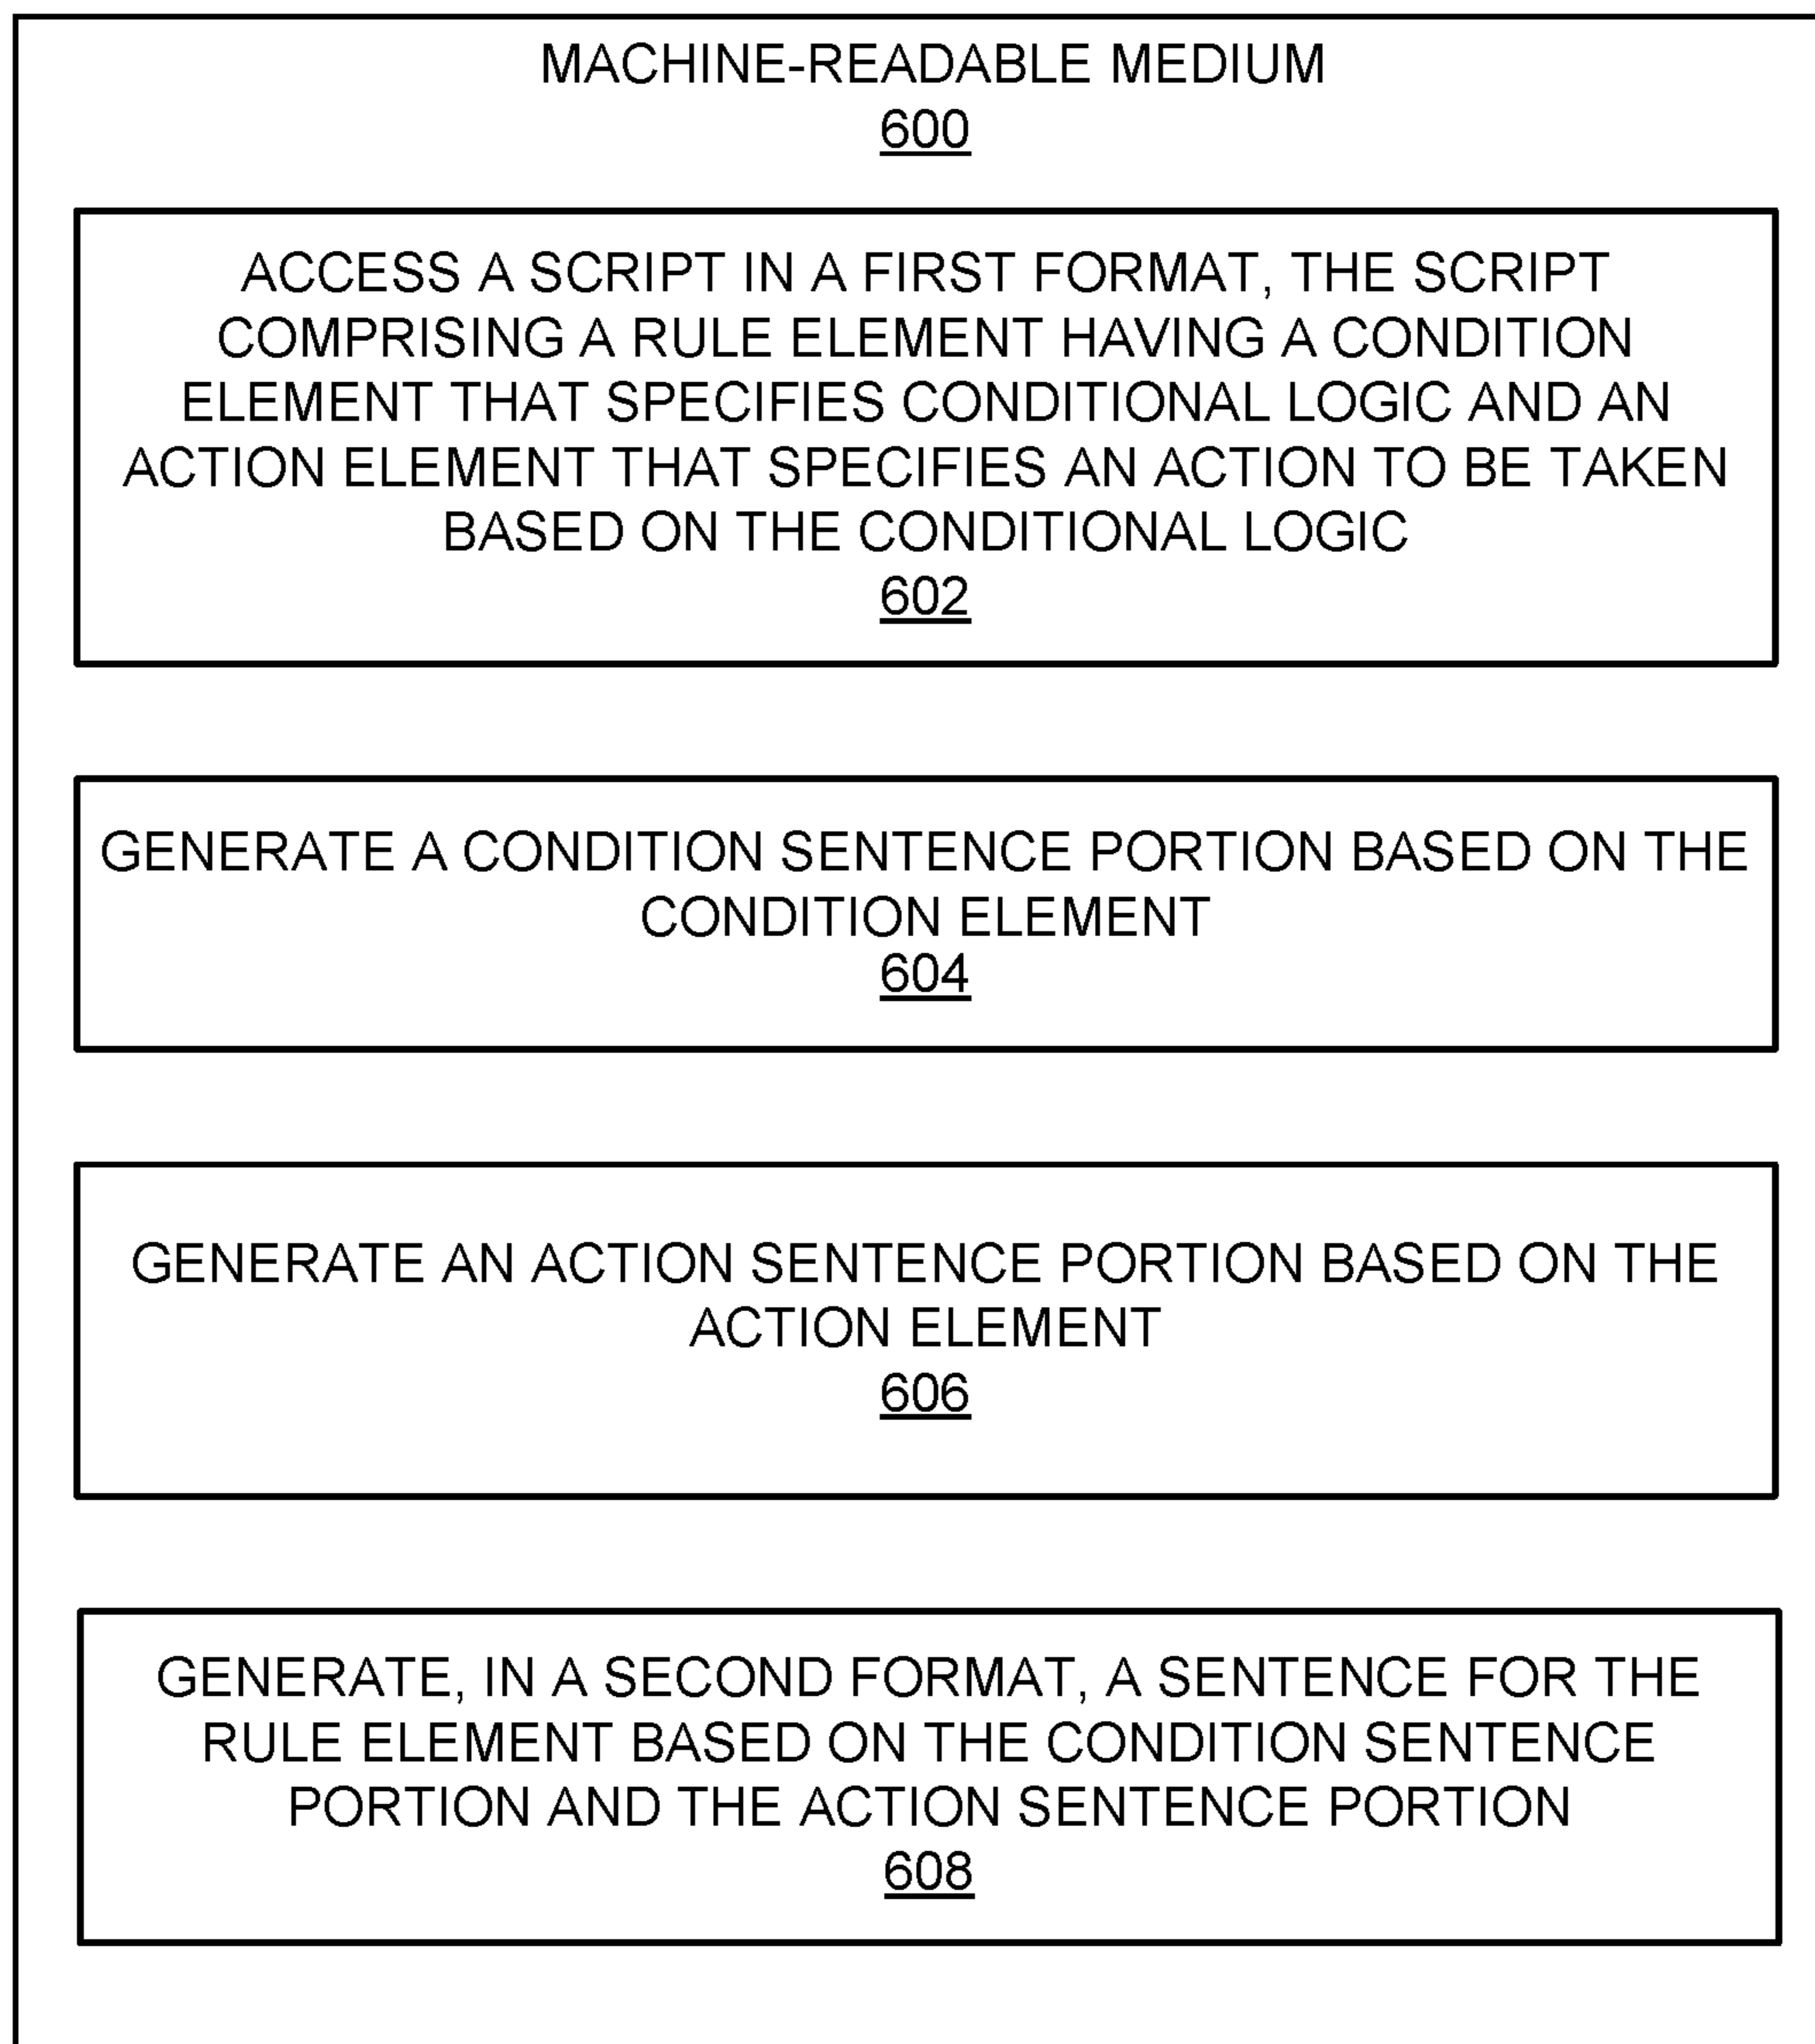 MACHINE-READABLE MEDIUM
600
ACCESS A SCRIPT IN A FIRST FORMAT, THE SCRIPT
COMPRISING A RULE ELEMENT HAVING A CONDITION
ELEMENT THAT SPECIFIES CONDITIONAL LOGIC AND AN
ACTION ELEMENT THAT SPECIFIES AN ACTION TO BE TAKEN
BASED ON THE CONDITIONAL LOGIC
602
GENERATE A CONDITION SENTENCE PORTION BASED ON THE
CONDITION ELEMENT
604
GENERATE AN ACTION SENTENCE PORTION BASED ON THE
ACTION ELEMENT
606
GENERATE, IN A SECOND FORMAT, A SENTENCE FOR THE
RULE ELEMENT BASED ON THE CONDITION SENTENCE
PORTION AND THE ACTION SENTENCE PORTION
608